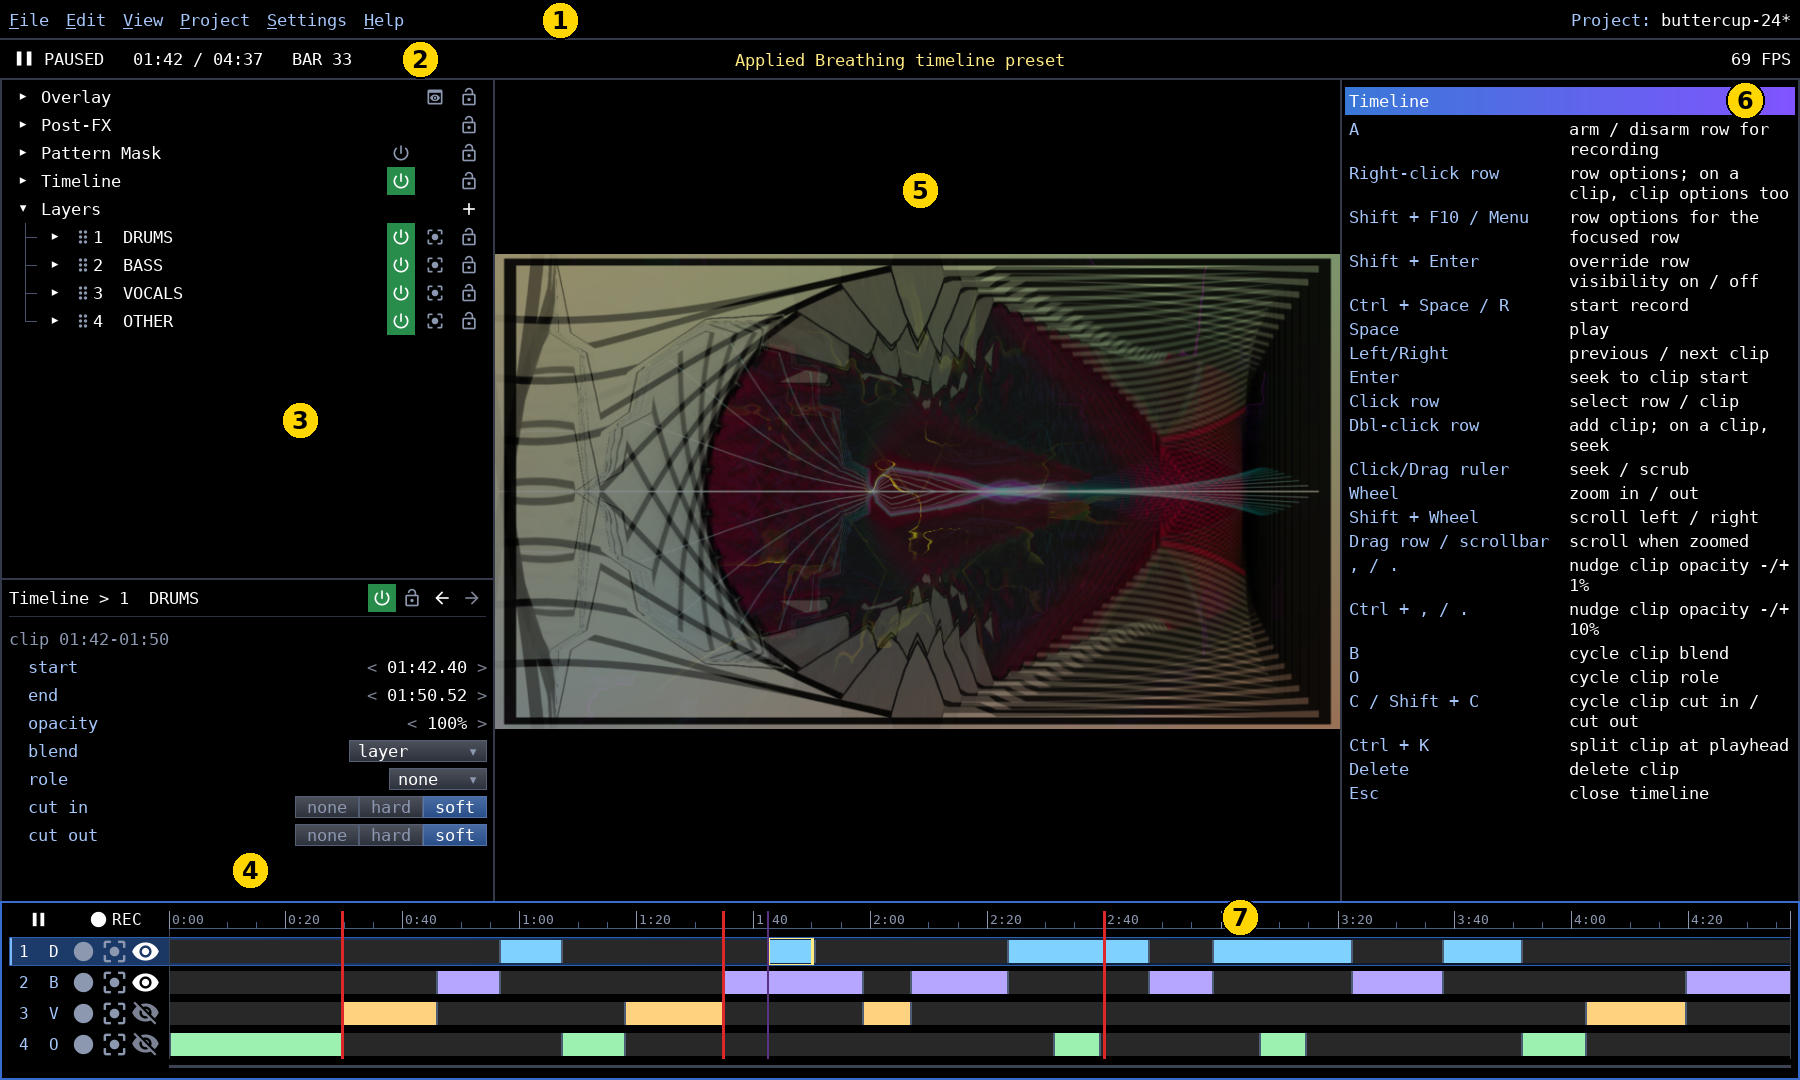 File Edit View Project Settings Help 1 Project: buttercup-24*
PAUSED 01:42 / 04:37 BAR 33 2 Applied Breathing timeline preset 69 FPS
Overlay
Post-FX
Pattern Mask
Timeline
Layers
1 DRUMS
2 BASS
3 VOCALS
4 OTHER
3
Timeline > 1 DRUMS
clip 01:42-01:50
start < 01:42.40 >
end < 01:50.52 >
opacity < 100% >
blend layer
role none
cut in none hard soft
cut out none hard soft
4
5
Timeline 6
A arm / disarm row for
recording
Right-click row row options; on a
clip, clip options too
Shift + F10 / Menu row options for the
focused row
Shift + Enter override row
visibility on / off
Ctrl + Space / R start record
Space play
Left/Right previous / next clip
Enter seek to clip start
Click row select row / clip
Dbl-click row add clip; on a clip,
seek
Click/Drag ruler seek / scrub
Wheel zoom in / out
Shift + Wheel scroll left / right
Drag row / scrollbar scroll when zoomed
, / . nudge clip opacity -/+
1%
Ctrl + , / . nudge clip opacity -/+
10%
B cycle clip blend
O cycle clip role
C / Shift + C cycle clip cut in /
cut out
Ctrl + K split clip at playhead
Delete delete clip
Esc close timeline
REC 0:00 0:20 0:40 1:00 1:20 1:40 2:00 2:20 2:40 7 3:20 3:40 4:00 4:20
1 D
2 B
3 V
4 O